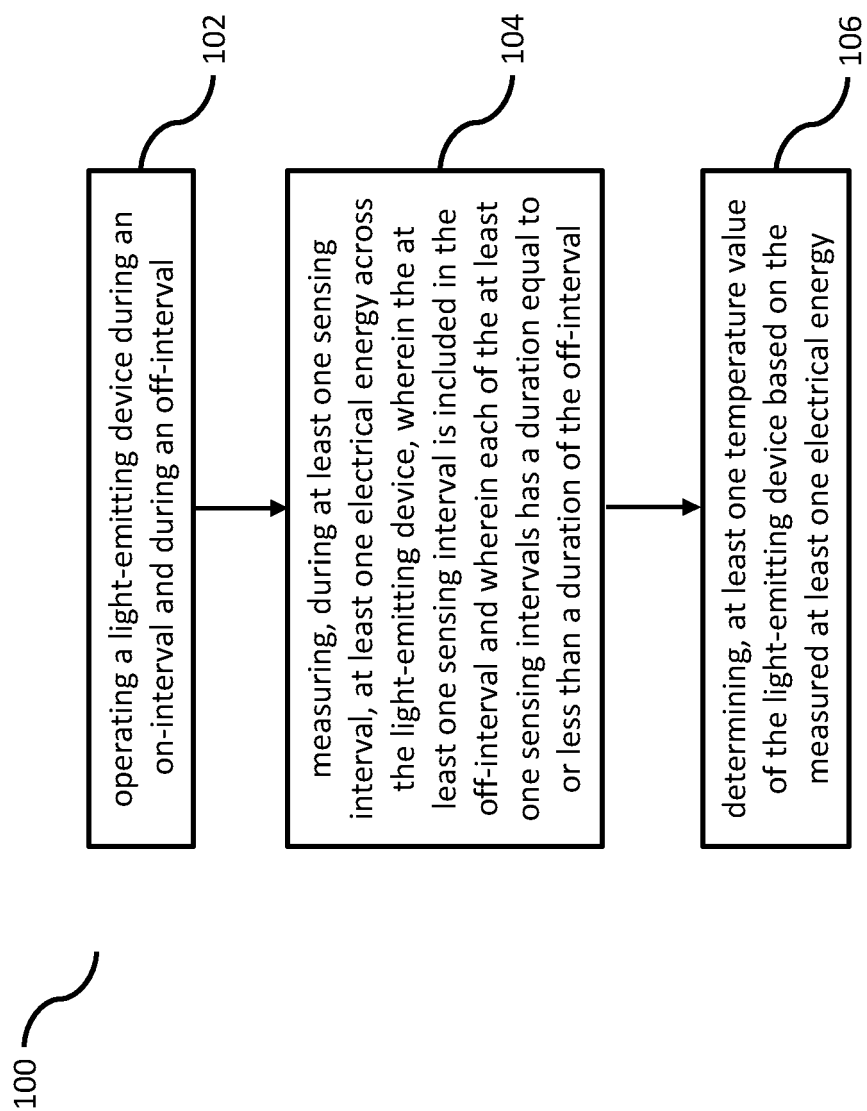 100
operating a light-emitting device during an
on-interval and during an off-interval
102
measuring, during at least one sensing
interval, at least one electrical energy across
the light-emitting device, wherein the at
least one sensing interval is included in the
off-interval and wherein each of the at least
one sensing intervals has a duration equal to
or less than a duration of the off-interval
104
determining, at least one temperature value
of the light-emitting device based on the
measured at least one electrical energy
106